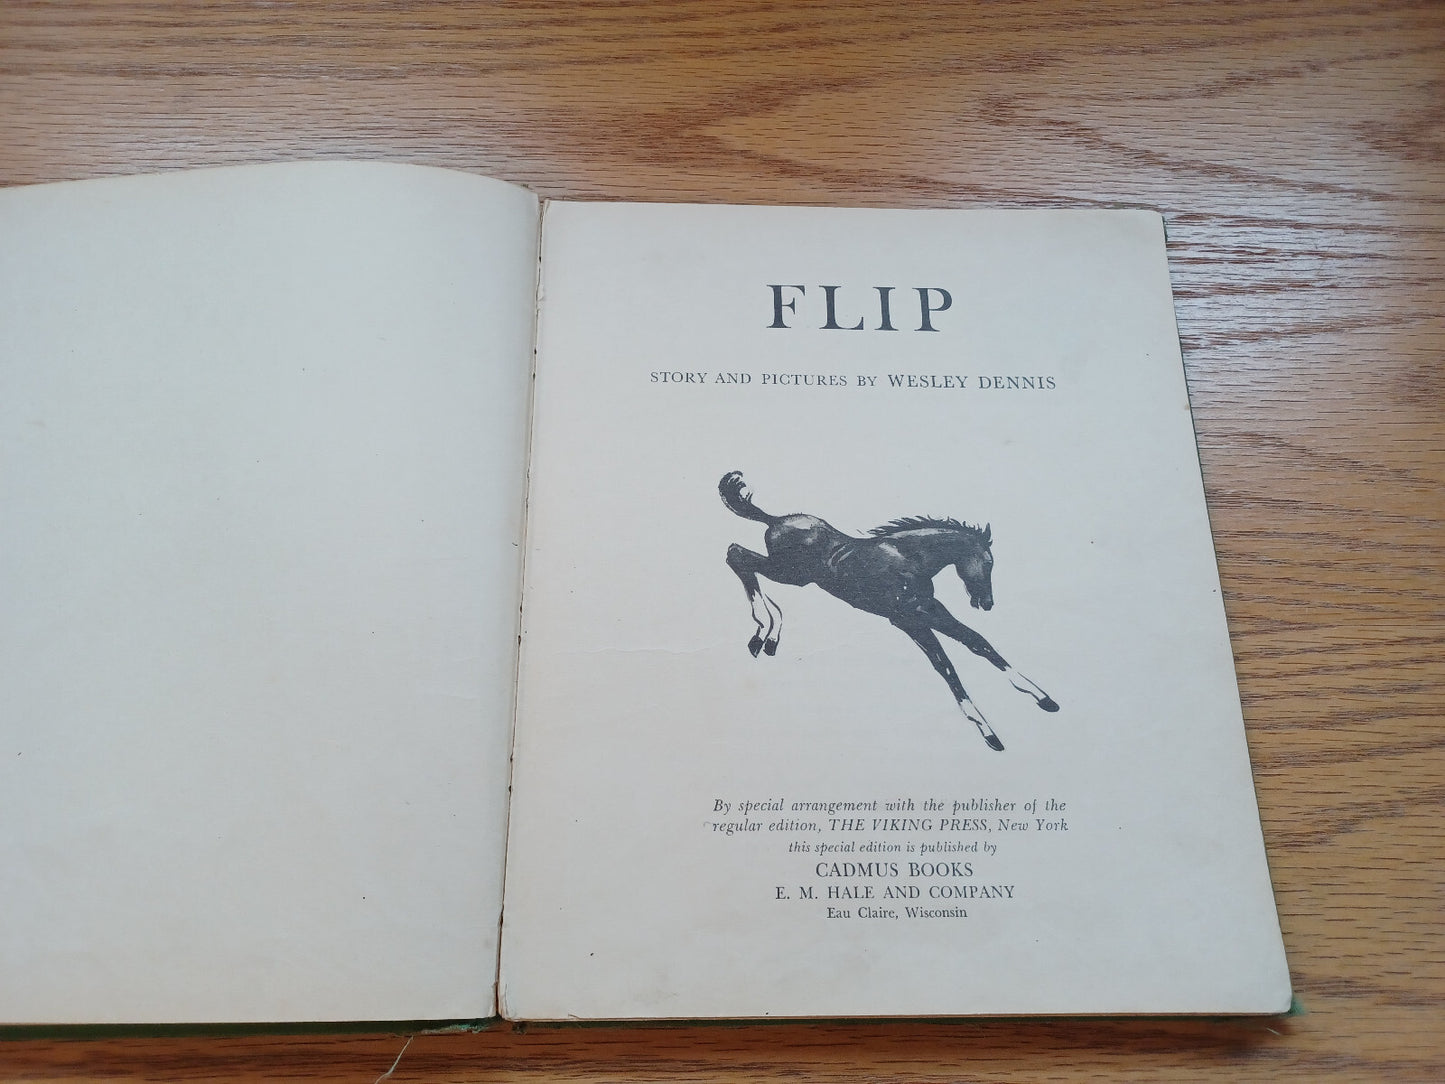 FLIP
STORY AND PICTURES BY WESLEY DENNIS
By special arrangement with the publisher of the
regular edition, THE VIKING PRESS, New York
this special edition is published by
CADMUS BOOKS
E. M. HALE AND COMPANY
Eau Claire, Wisconsin